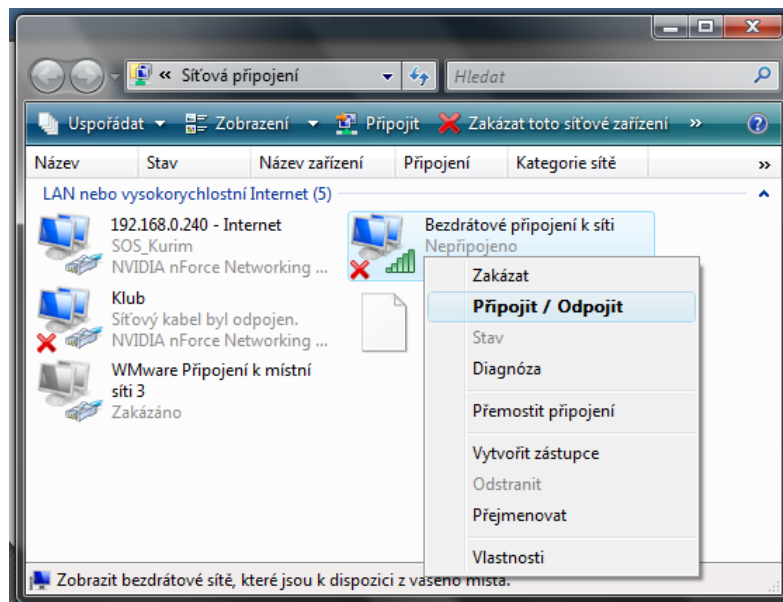 « Síťová připojení
Hledat
Uspořádat
Zobrazení
Připojit
Zakázat toto síťové zařízení
»
Název
Stav
Název zařízení
Připojení
Kategorie sítě
»
LAN nebo vysokorychlostní Internet (5)
192.168.0.240 - Internet
SOS_Kurim
NVIDIA nForce Networking ...
Bezdrátové připojení k síti
Nepřipojeno
Klub
Síťový kabel byl odpojen.
NVIDIA nForce Networking ...
WMware Připojení k místní
síti 3
Zakázáno
Zakázat
Připojit / Odpojit
Stav
Diagnóza
Přemostit připojení
Vytvořit zástupce
Odstranit
Přejmenovat
Vlastnosti
Zobrazit bezdrátové sítě, které jsou k dispozici z vašeho místa.